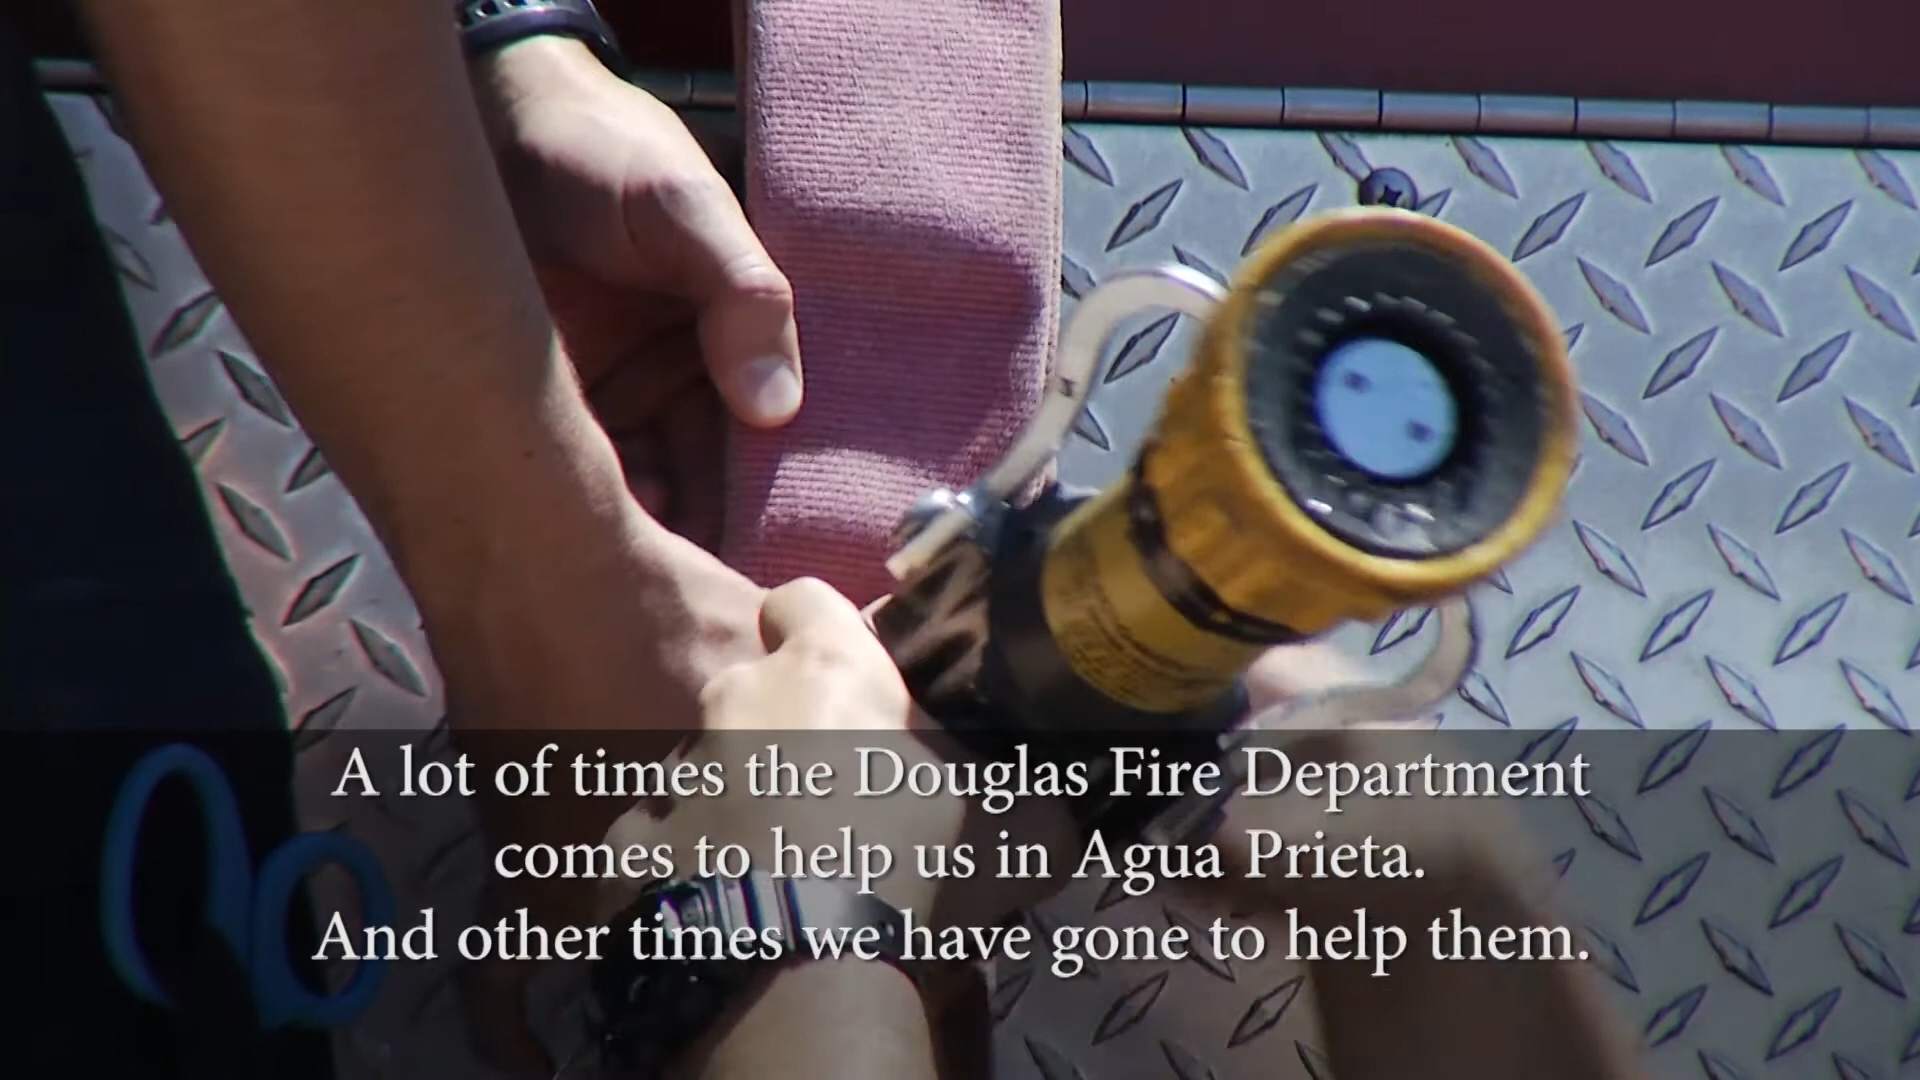 A lot of times the Douglas Fire Department
comes to help us in Agua Prieta.
And other times we have gone to help them.